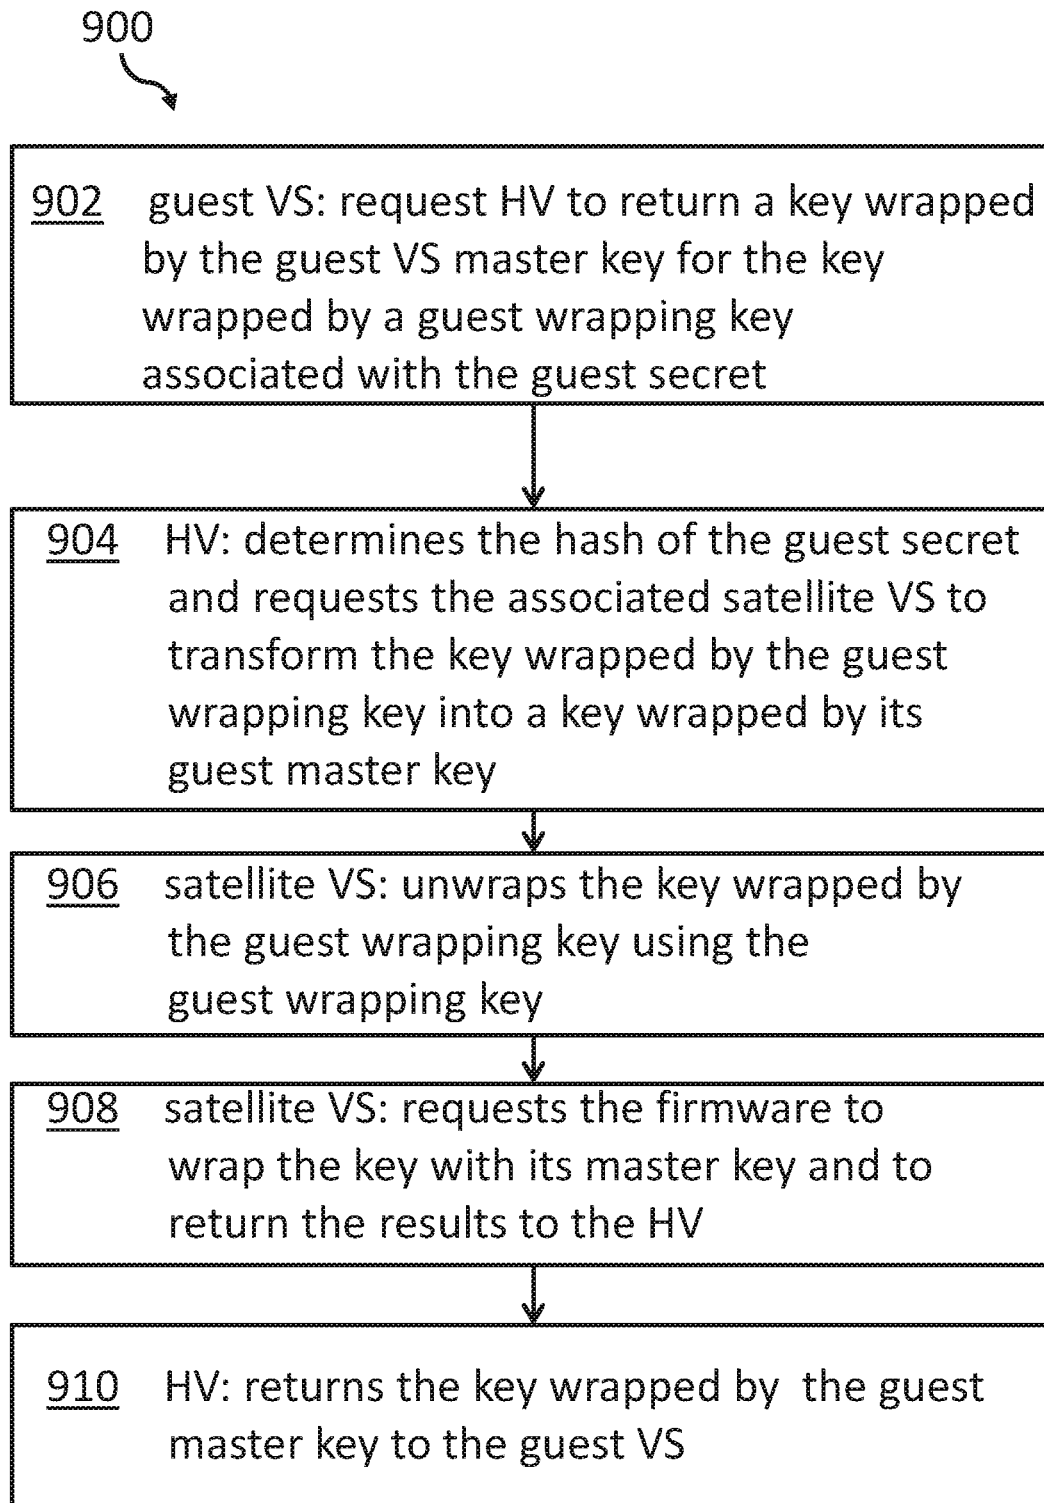 900
902 guest VS: request HV to return a key wrapped
by the guest VS master key for the key
wrapped by a guest wrapping key
associated with the guest secret
904 HV: determines the hash of the guest secret
and requests the associated satellite VS to
transform the key wrapped by the guest
wrapping key into a key wrapped by its
guest master key
906 satellite VS: unwraps the key wrapped by
the guest wrapping key using the
guest wrapping key
908 satellite VS: requests the firmware to
wrap the key with its master key and to
return the results to the HV
910 HV: returns the key wrapped by the guest
master key to the guest VS